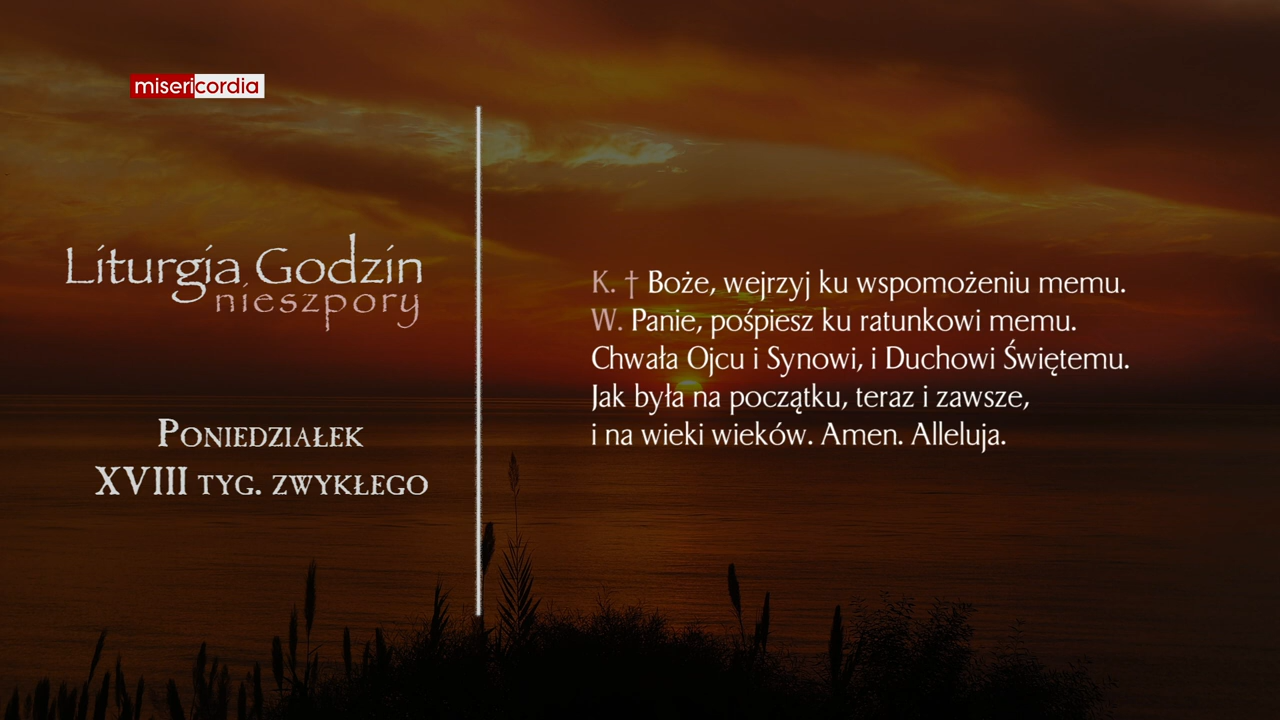 misericordia
Liturgia Godzin
nieszpory
Poniedziałek
XVIII tyg. zwykłego
K. † Boże, wejrzyj ku wspomożeniu memu.
W. Panie, pośpiesz ku ratunkowi memu.
Chwała Ojcu i Synowi, i Duchowi Świętemu.
Jak była na początku, teraz i zawsze,
i na wieki wieków. Amen. Alleluja.